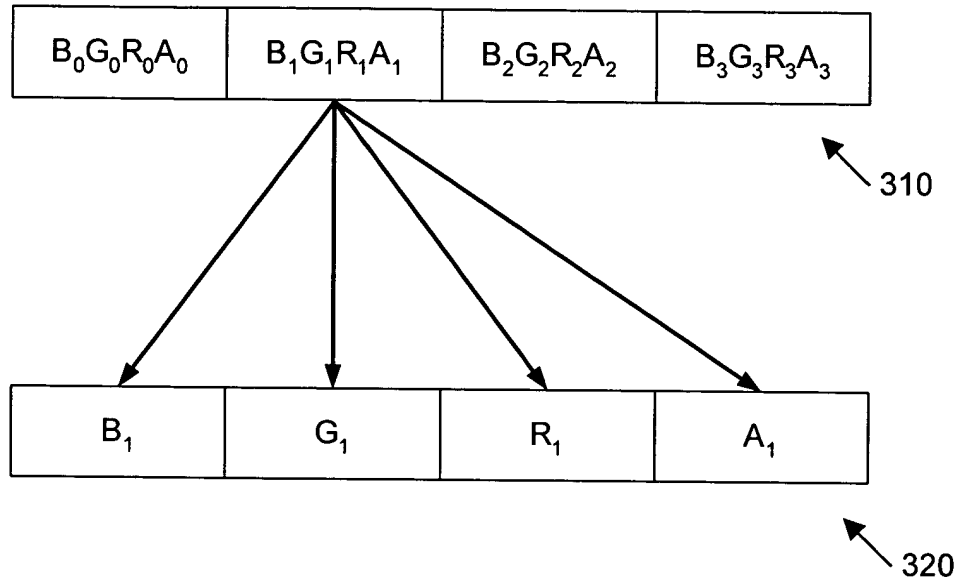 B₀G₀R₀A₀ B₁G₁R₁A₁ B₂G₂R₂A₂ B₃G₃R₃A₃
310
B₁ G₁ R₁ A₁
320